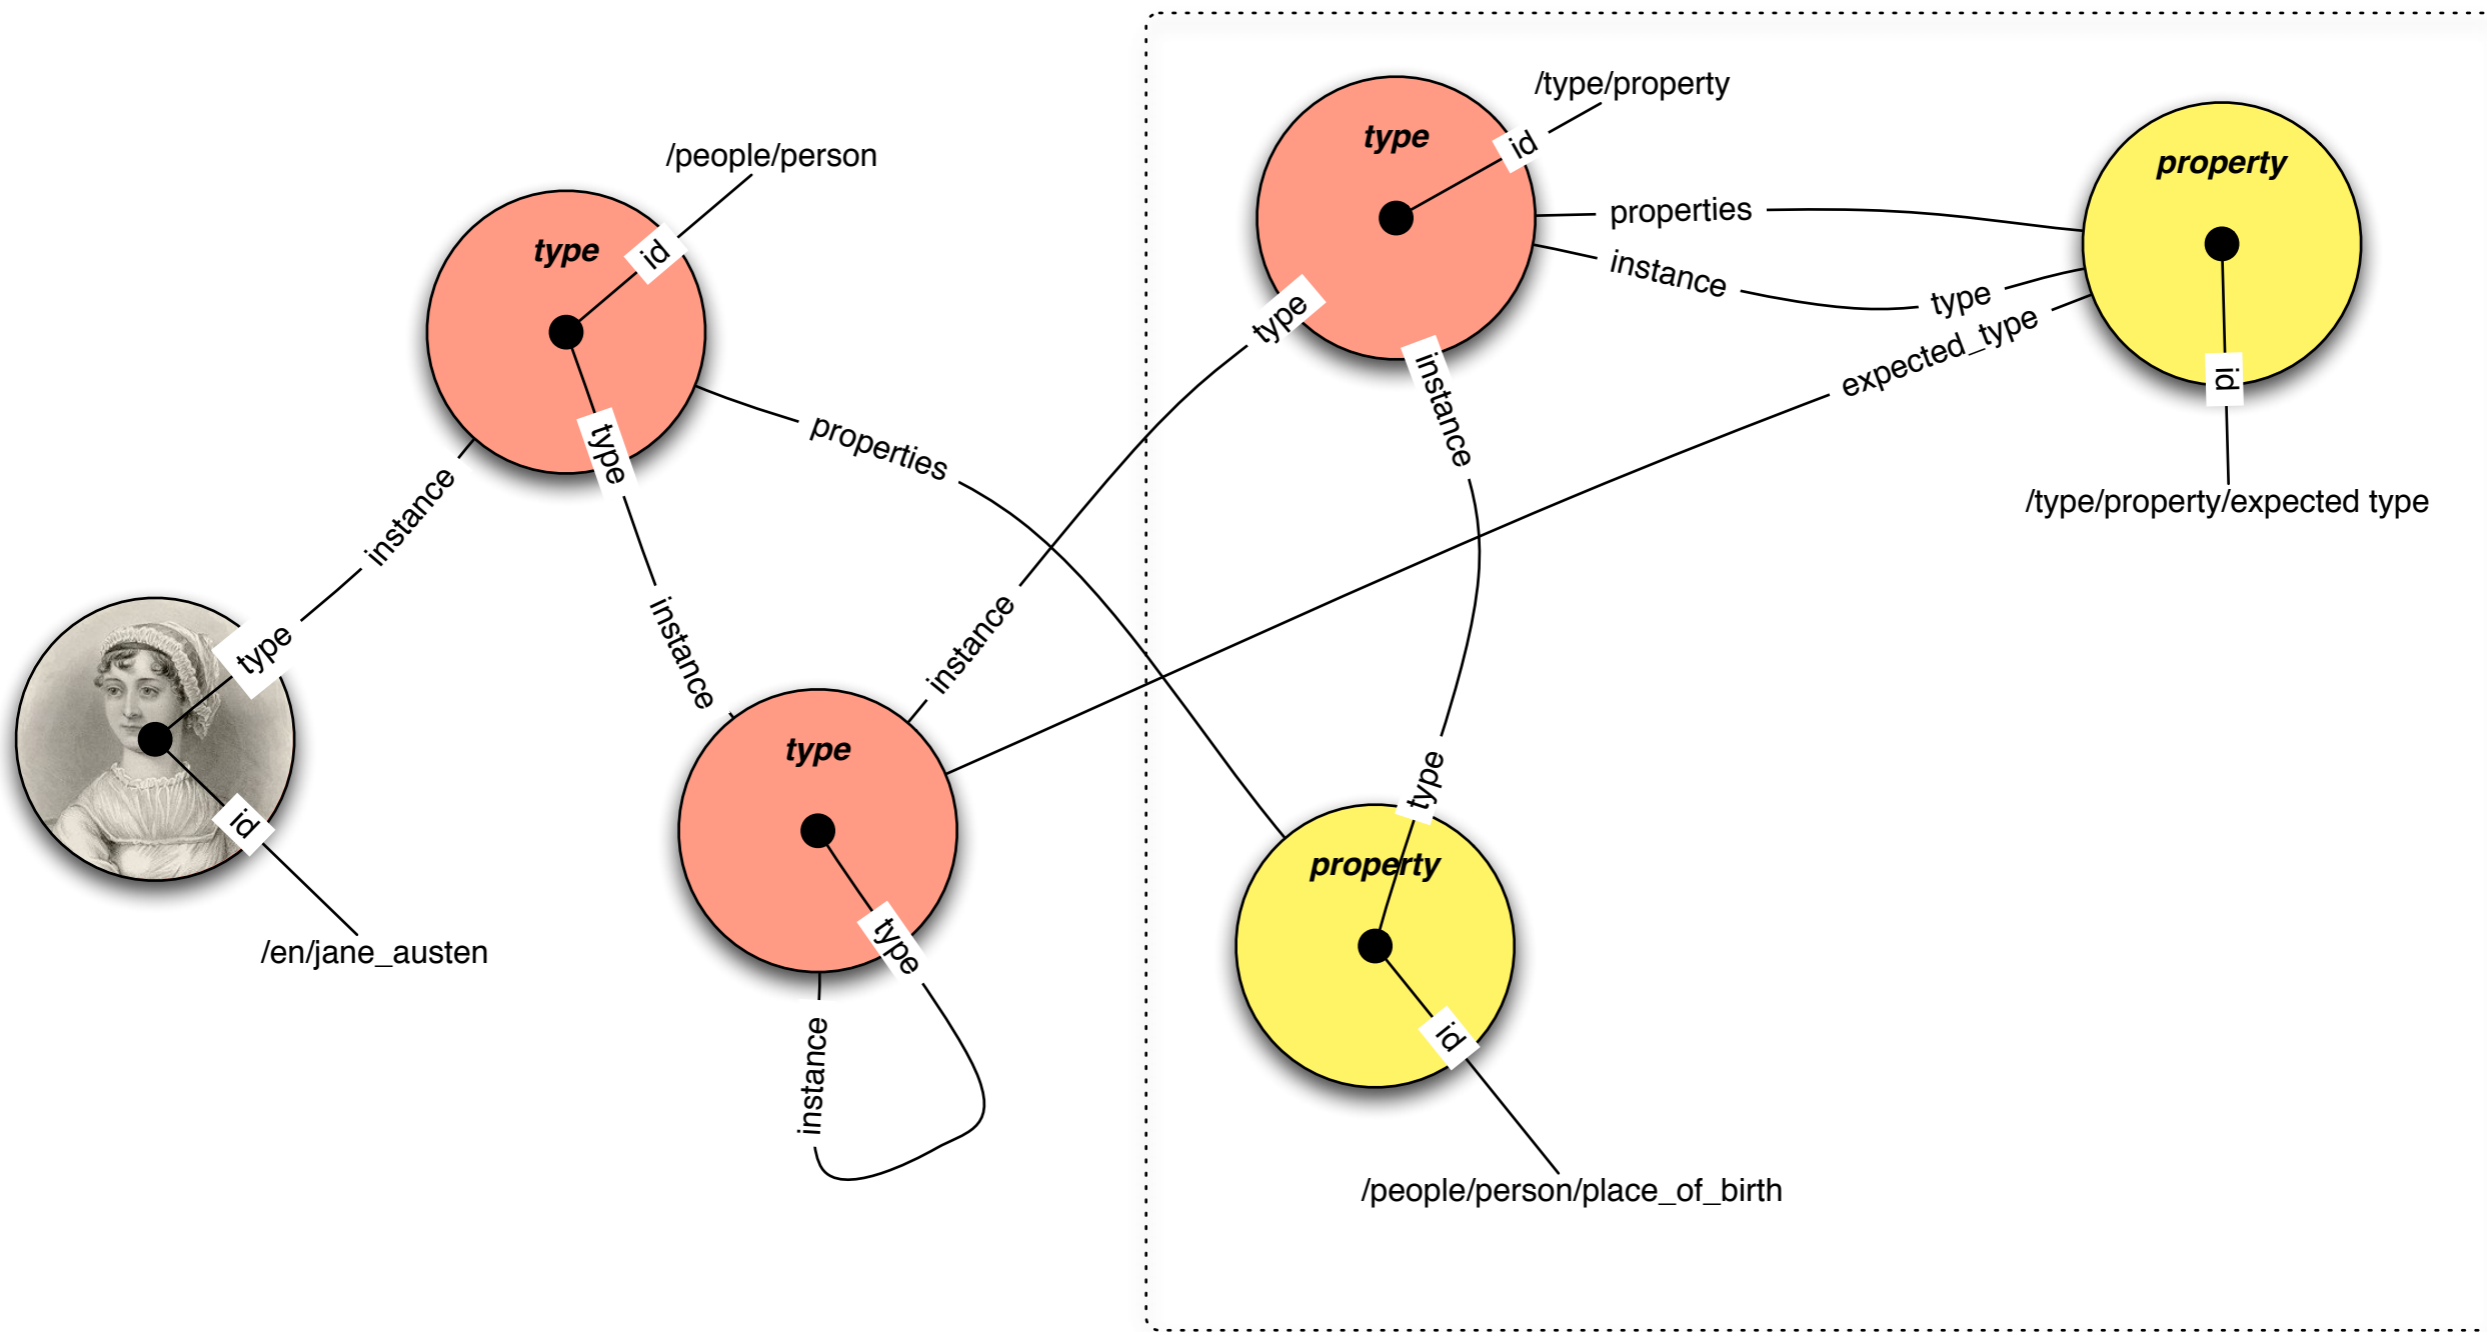 /type/property
type
id
property
/people/person
type
id
properties
instance
type
expected_type
type
instance
id
/type/property/expected type
type
properties
instance
type
id
/en/jane_austen
instance
instance
type
type
instance
type
property
id
/people/person/place_of_birth